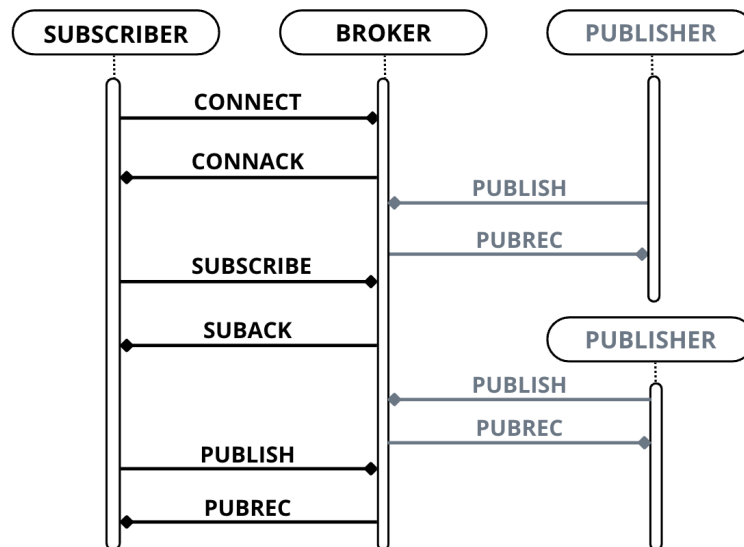 SUBSCRIBER
BROKER
PUBLISHER
CONNECT
CONNACK
PUBLISH
PUBREC
SUBSCRIBE
SUBACK
PUBLISHER
PUBLISH
PUBREC
PUBLISH
PUBREC